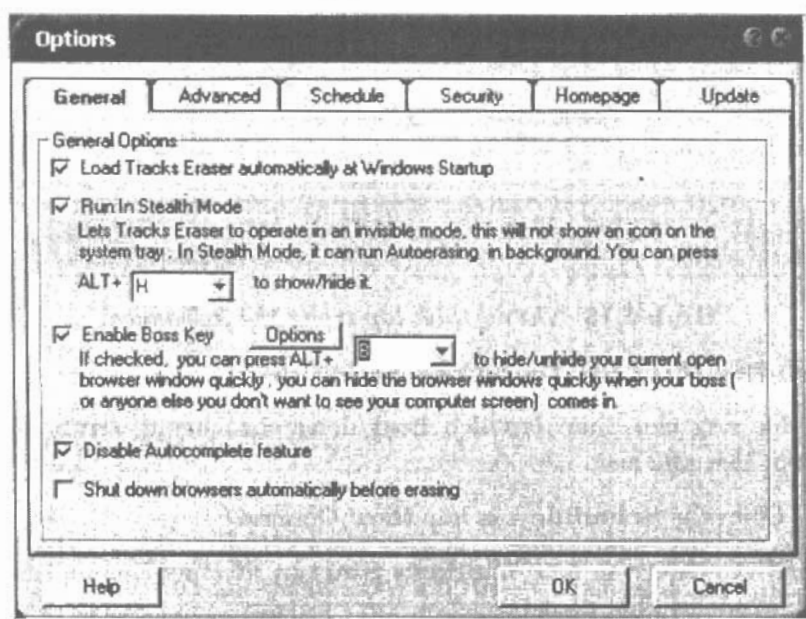 Options
General Advanced Schedule Security Homepage Update
General Options
Load Tracks Eraser automatically at Windows Startup
Run In Stealth Mode
Lets Tracks Eraser to operate in an invisible mode, this will not show an icon on the
system tray . In Stealth Mode, it can run Autoerasing in background. You can press
ALT+ H to show/hide it.
Enable Boss Key Options
If checked, you can press ALT+ to hide/unhide your current open
browser window quickly , you can hide the browser windows quickly when your boss (
or anyone else you don't want to see your computer screen) comes in.
Disable Autocomplete feature
Shut down browsers automatically before erasing
Help OK Cancel